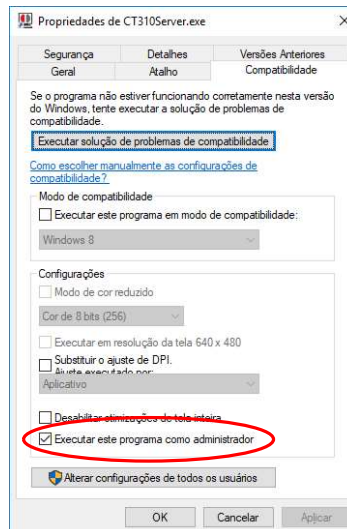 Propriedades de CT310Server.exe
Segurança Detalhes Versões Anteriores
Geral Atalho Compatibilidade
Se o programa não estiver funcionando corretamente nesta versão
do Windows, tente executar a solução de problemas de
compatibilidade.
Executar solução de problemas de compatibilidade
Como escolher manualmente as configurações de
compatibilidade?
Modo de compatibilidade
Executar este programa em modo de compatibilidade:
Windows 8
Configurações
Modo de cor reduzido
Cor de 8 bits (256)
Executar em resolução da tela 640 x 480
Substituir o ajuste de DPI.
Ajuste executado por:
Aplicativo
Desabilitar otimizações de tela inteira
Executar este programa como administrador
Alterar configurações de todos os usuários
OK Cancelar Aplicar